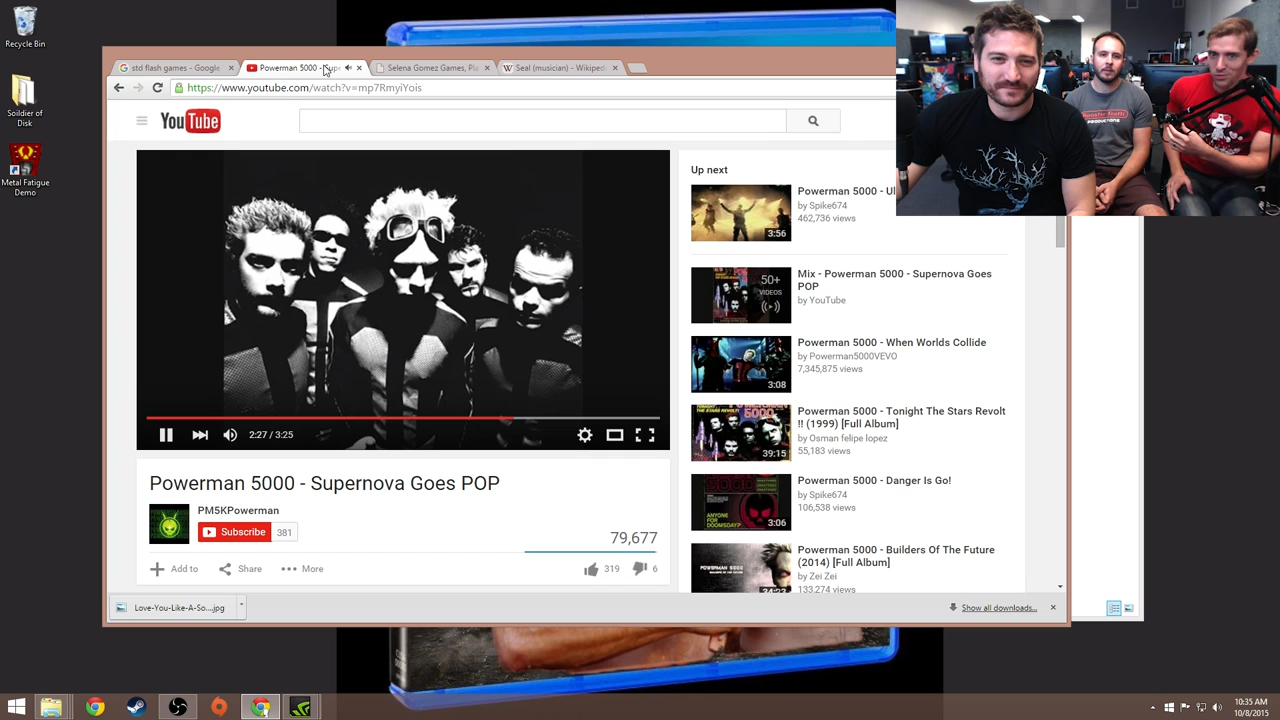 Recycle Bin
Soildier of
Disk
Metal Fatigue
Demo
std flash games - Google
Powerman 5000 - Supe
Selena Gomez Games, Pla
Seal (musician) – Wikiped
https://www.youtube.com/watch?v=mp7RmyiYois
YouTube
2:27 / 3:25
Powerman 5000 - Supernova Goes POP
PM5KPowerman
Subscribe
381
79,677
Add to
Share
More
319
6
Up next
Powerman 5000 - Ul
by Spike674
462,736 views
3:56
Mix - Powerman 5000 - Supernova Goes
POP
by YouTube
50+
VIDEOS
Powerman 5000 - When Worlds Collide
by Powerman5000VEVO
7,345,875 views
3:08
Powerman 5000 - Tonight The Stars Revolt
!! (1999) [Full Album]
by Osman felipe lopez
55,183 views
39:15
Powerman 5000 - Danger Is Go!
by Spike674
106,538 views
3:06
Powerman 5000 - Builders Of The Future
(2014) [Full Album]
by Zei Zei
133,274 views
34:23
Love-You-Like-A-So....jpg
Show all downloads...
10:35 AM
10/8/2015